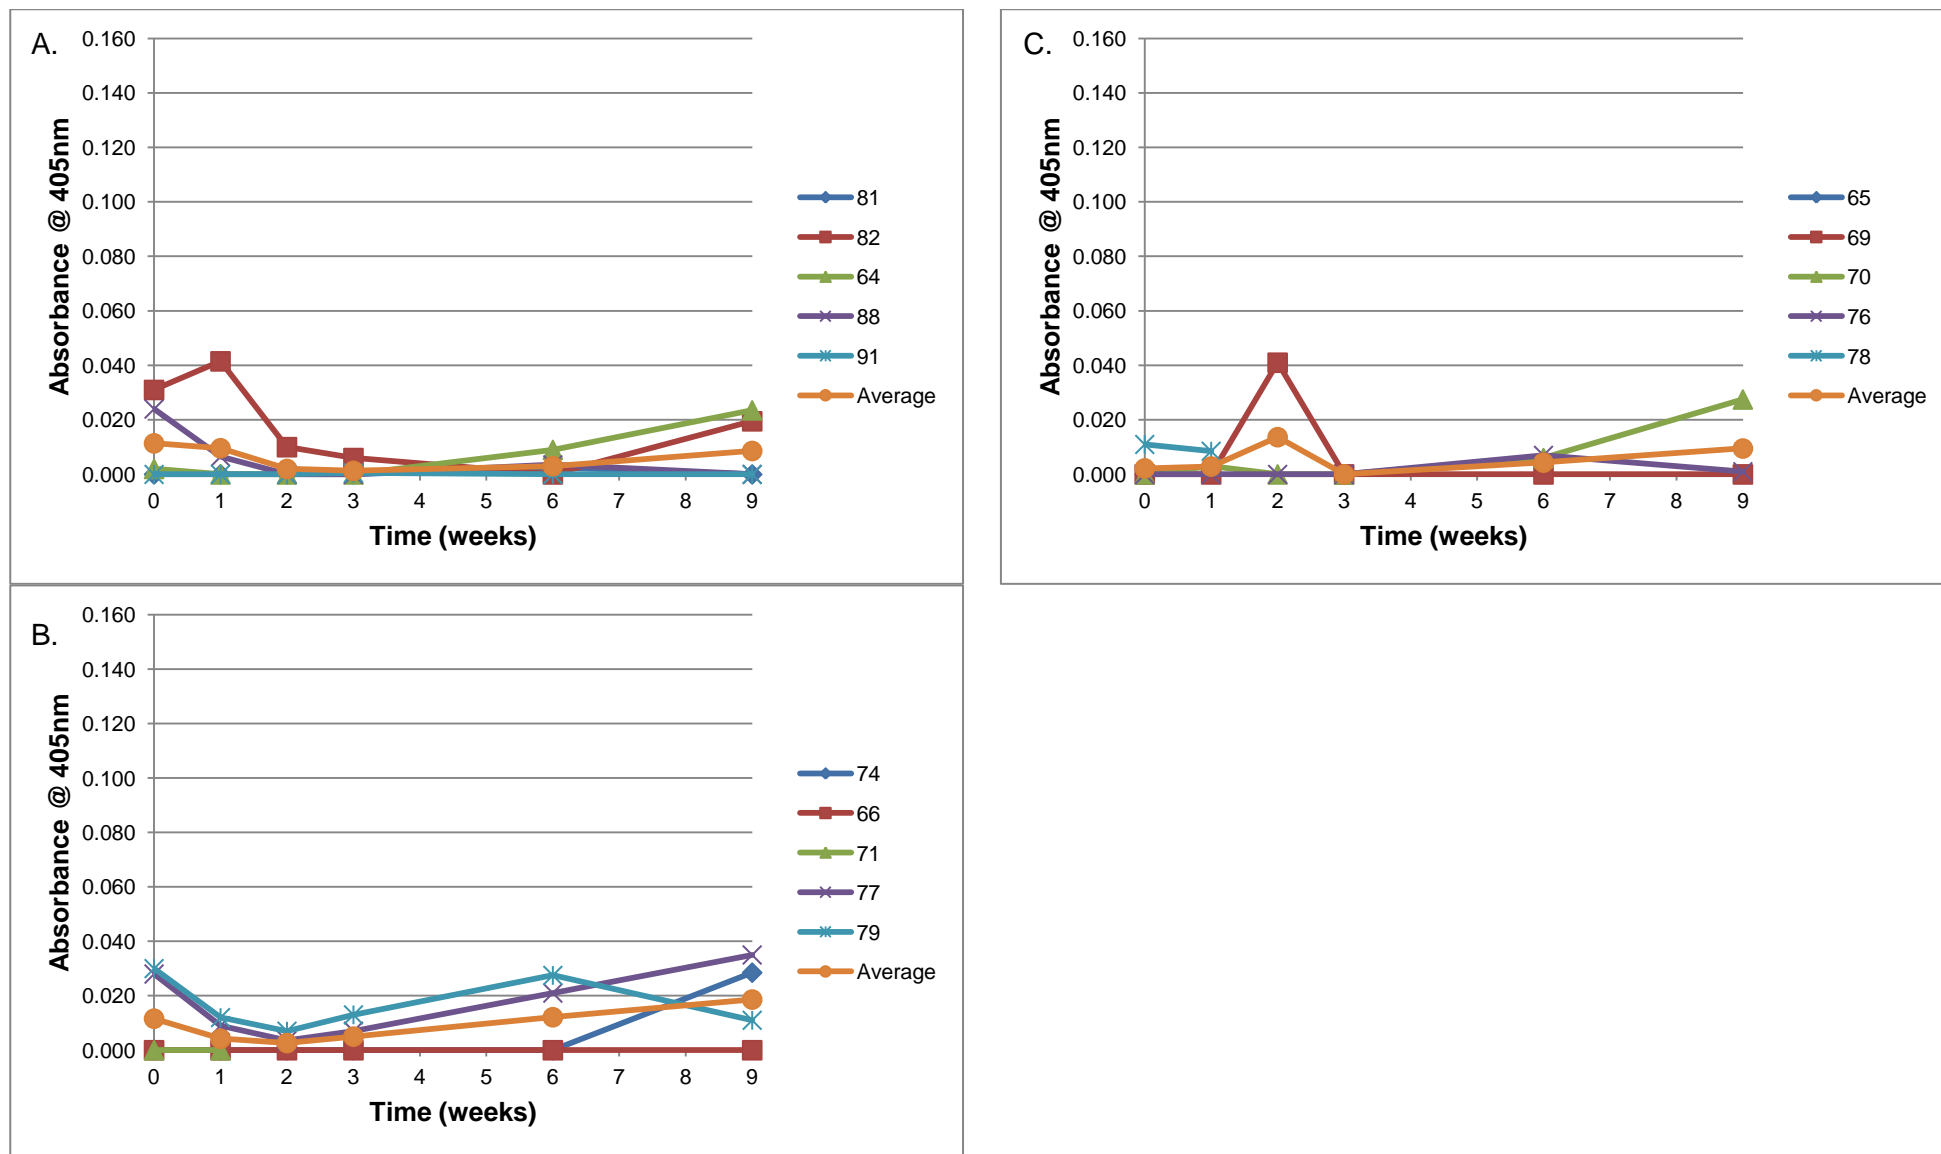 A.
0.160
0.140
0.120
0.100
0.080
0.060
0.040
0.020
0.000
Absorbance @ 405nm
0 1 2 3 4 5 6 7 8 9
Time (weeks)
81
82
64
88
91
Average
C.
0.160
0.140
0.120
0.100
0.080
0.060
0.040
0.020
0.000
Absorbance @ 405nm
0 1 2 3 4 5 6 7 8 9
Time (weeks)
65
69
70
76
78
Average
B.
0.160
0.140
0.120
0.100
0.080
0.060
0.040
0.020
0.000
Absorbance @ 405nm
0 1 2 3 4 5 6 7 8 9
Time (weeks)
74
66
71
77
79
Average